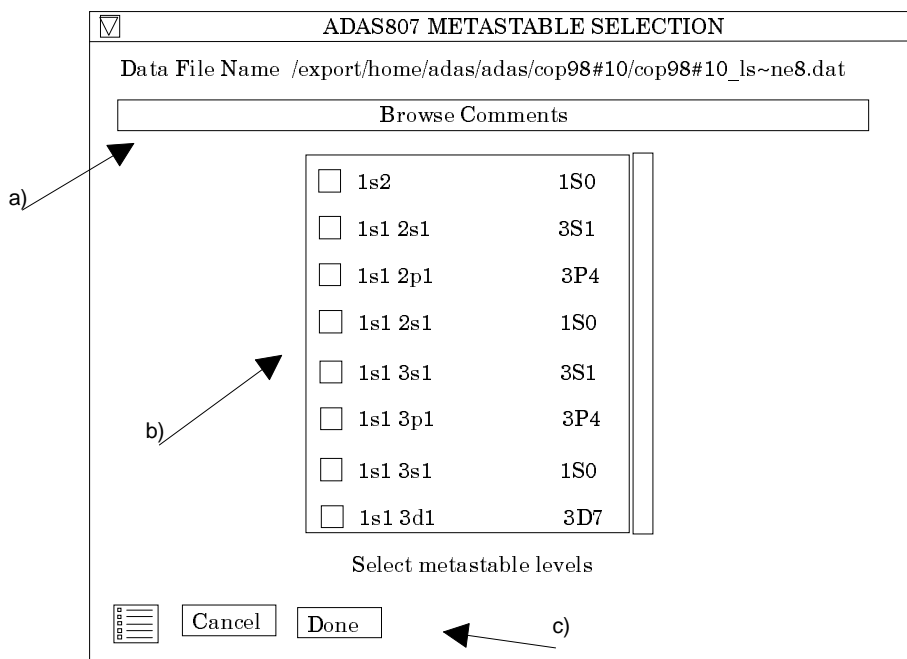 ADAS807 METASTABLE SELECTION
Data File Name /export/home/adas/adas/cop98#10/cop98#10_ls~ne8.dat
Browse Comments
a)
1s2 1S0
1s1 2s1 3S1
1s1 2p1 3P4
1s1 2s1 1S0
1s1 3s1 3S1
b)
1s1 3p1 3P4
1s1 3s1 1S0
1s1 3d1 3D7
Select metastable levels
Cancel Done
c)